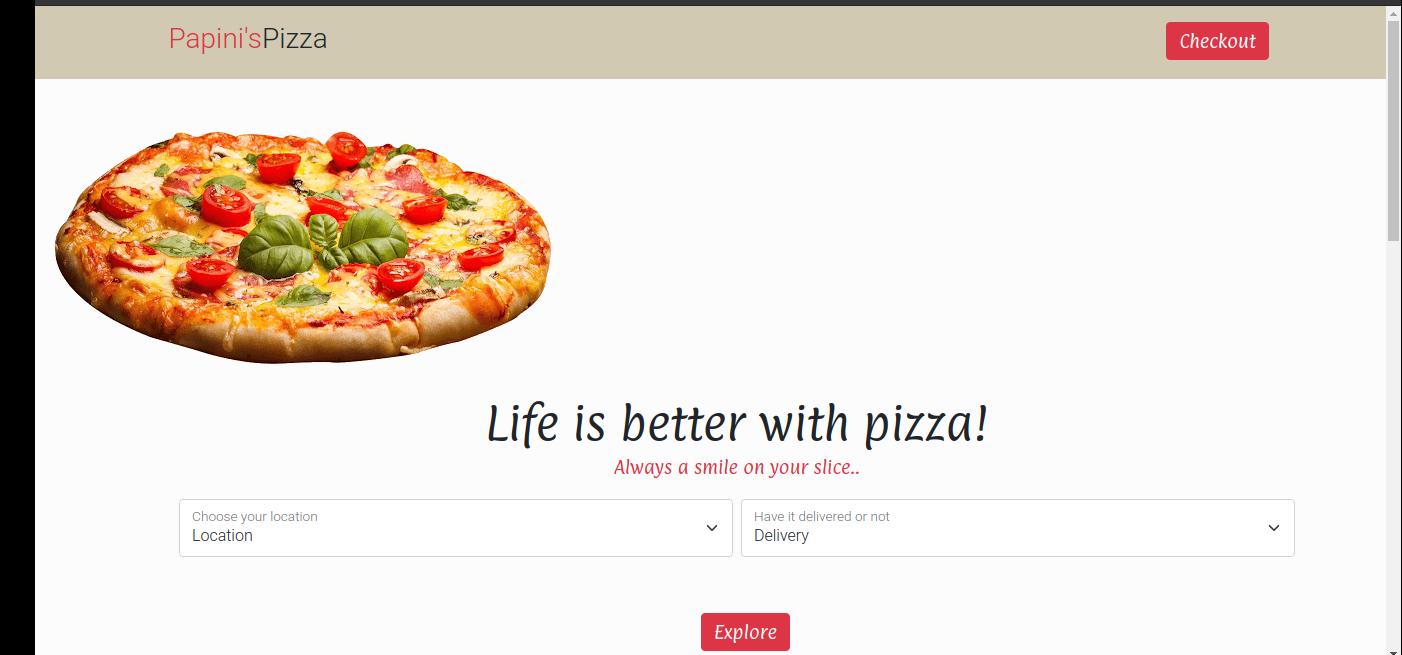 Papini'sPizza
Checkout
Life is better with pizza!
Always a smile on your slice..
Choose your location
Location
Have it delivered or not
Delivery
Explore